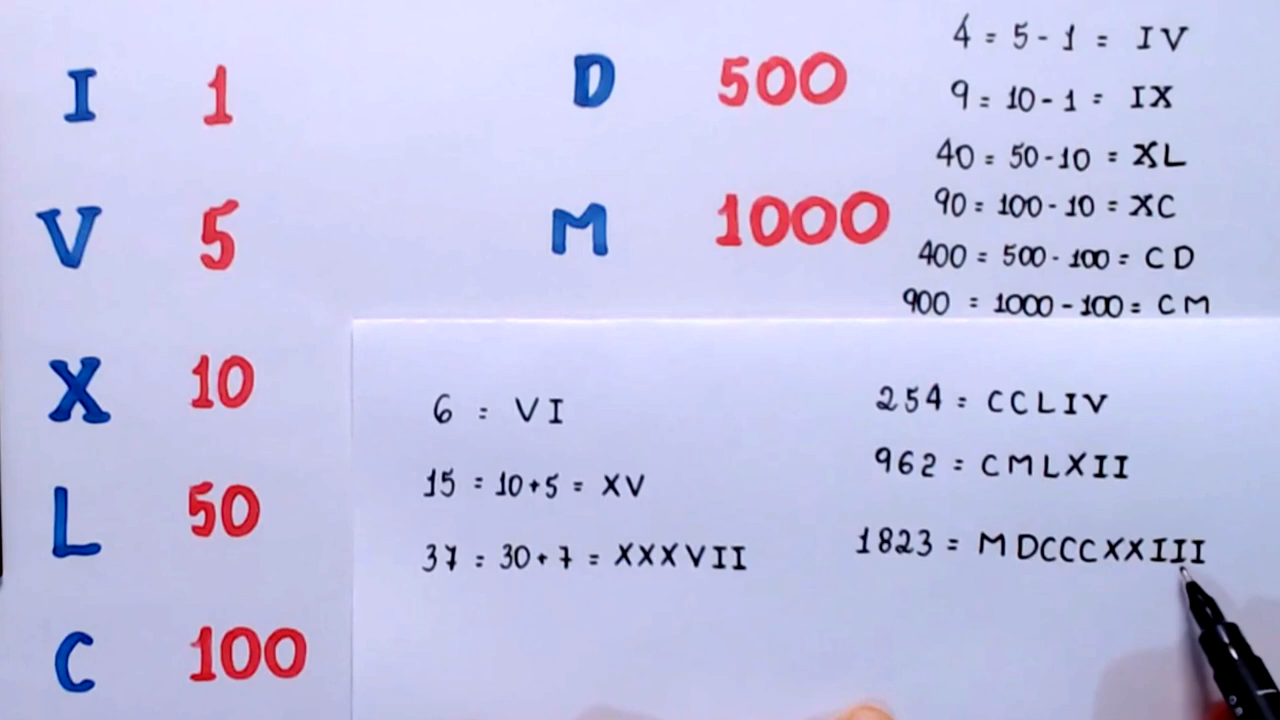 I 1
V 5
X 10
L 50
C 100
D 500
M 1000
4 = 5 - 1 = IV
9 = 10 - 1 = IX
40 = 50 - 10 = XL
90 = 100 - 10 = XC
400 = 500 - 100 = CD
900 = 1000 - 100 = CM
6 = VI
15 = 10 + 5 = XV
37 = 30 + 7 = XXXVII
254 = CCLIV
962 = CMLXII
1823 = MDCCCXXIII